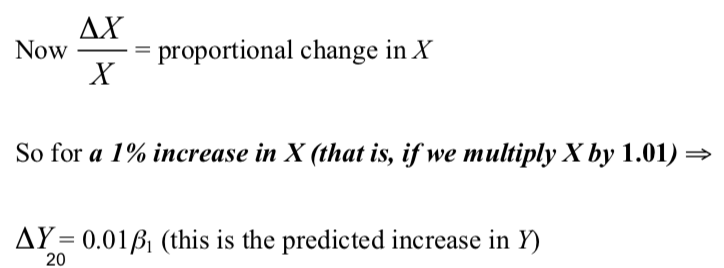 Now ΔX/X = proportional change in X
So for a 1% increase in X (that is, if we multiply X by 1.01) ⇒
ΔY = 0.01β₁ (this is the predicted increase in Y)
20